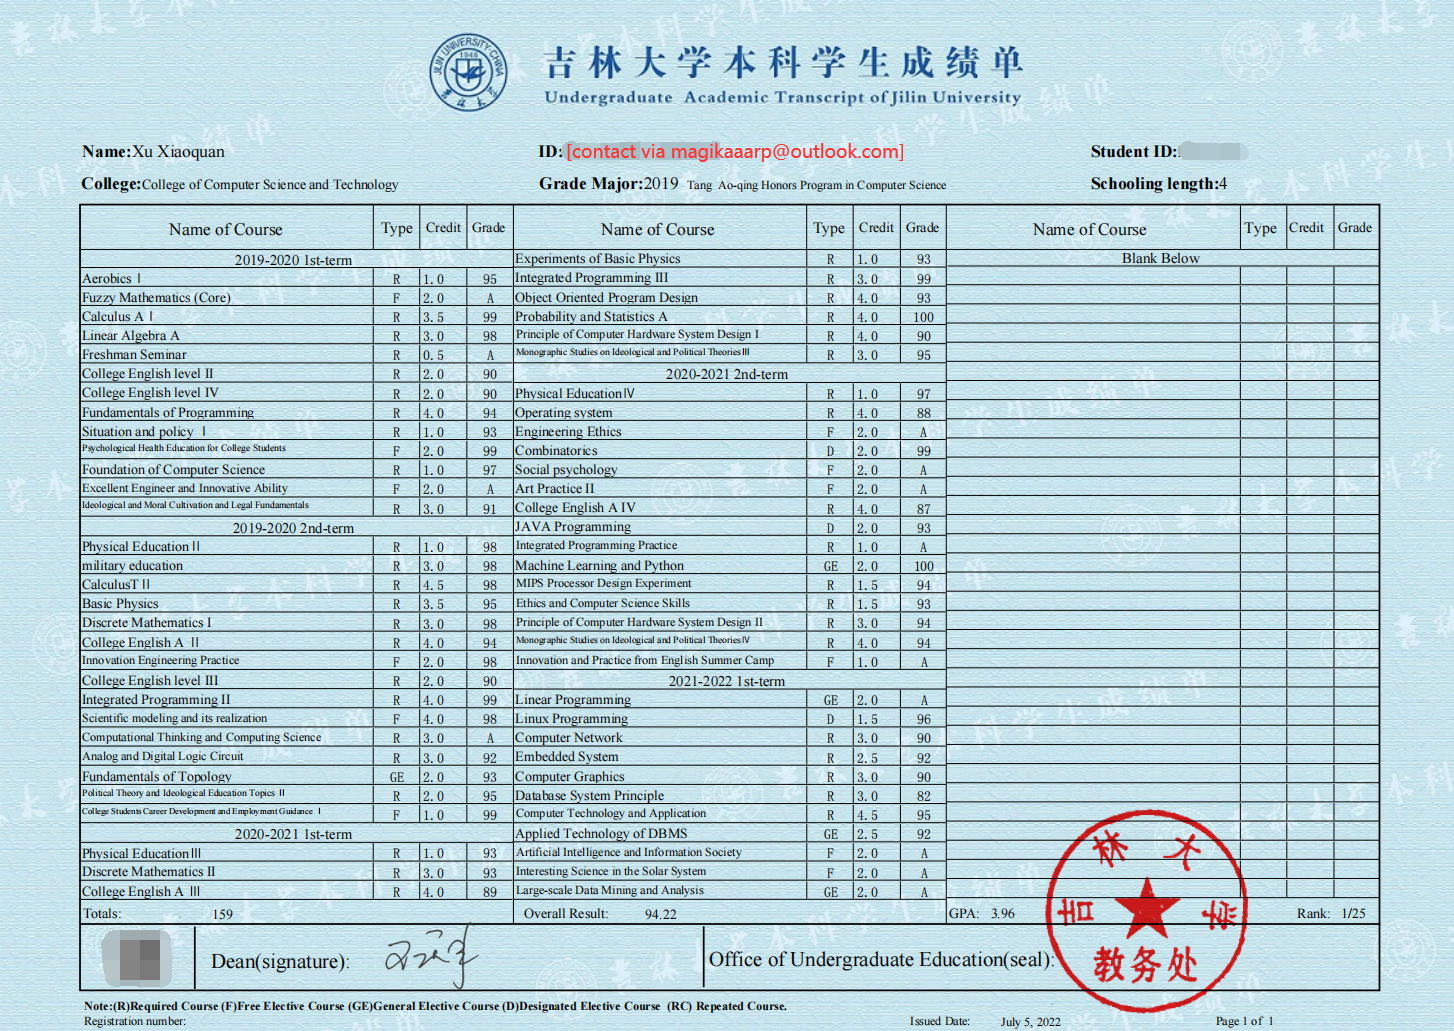 吉林大学本科学生成绩单
Undergraduate Academic Transcript of Jilin University
Name:Xu Xiaoquan ID: [contact via magikaaarp@outlook.com] Student ID:
College:College of Computer Science and Technology Grade Major:2019 Tang Ao-qing Honors Program in Computer Science Schooling length:4
Name of Course Type Credit Grade
2019-2020 1st-term
Aerobics Ⅰ R 1.0 95
Fuzzy Mathematics (Core) F 2.0 A
Calculus A Ⅰ R 3.5 99
Linear Algebra A R 3.0 98
Freshman Seminar R 0.5 A
College English level II R 2.0 90
College English level IV R 2.0 90
Fundamentals of Programming R 4.0 94
Situation and policy Ⅰ R 1.0 93
Psychological Health Education for College Students F 2.0 99
Foundation of Computer Science R 1.0 97
Excellent Engineer and Innovative Ability F 2.0 A
Ideological and Moral Cultivation and Legal Fundamentals R 3.0 91
2019-2020 2nd-term
Physical EducationⅡ R 1.0 98
military education R 3.0 98
CalculusTⅡ R 4.5 98
Basic Physics R 3.5 95
Discrete Mathematics I R 3.0 98
College English A Ⅱ R 4.0 94
Innovation Engineering Practice F 2.0 98
College English level III R 2.0 90
Integrated Programming II R 4.0 99
Scientific modeling and its realization F 4.0 98
Computational Thinking and Computing Science R 3.0 A
Analog and Digital Logic Circuit R 3.0 92
Fundamentals of Topology GE 2.0 93
Political Theory and Ideological Education Topics Ⅱ R 2.0 95
College Students Career Development and Employment Guidance Ⅰ F 1.0 99
2020-2021 1st-term
Physical EducationⅢ R 1.0 93
Discrete Mathematics II R 3.0 93
College English A Ⅲ R 4.0 89
Name of Course Type Credit Grade
Experiments of Basic Physics R 1.0 93
Integrated Programming III R 3.0 99
Object Oriented Program Design R 4.0 93
Probability and Statistics A R 4.0 100
Principle of Computer Hardware System Design I R 4.0 90
Monographic Studies on Ideological and Political TheoriesⅢ R 3.0 95
2020-2021 2nd-term
Physical EducationⅣ R 1.0 97
Operating system R 4.0 88
Engineering Ethics F 2.0 A
Combinatorics D 2.0 99
Social psychology F 2.0 A
Art Practice II F 2.0 A
College English A IV R 4.0 87
JAVA Programming D 2.0 93
Integrated Programming Practice R 1.0 A
Machine Learning and Python GE 2.0 100
MIPS Processor Design Experiment R 1.5 94
Ethics and Computer Science Skills R 1.5 93
Principle of Computer Hardware System Design II R 3.0 94
Monographic Studies on Ideological and Political TheoriesⅣ R 4.0 94
Innovation and Practice from English Summer Camp F 1.0 A
2021-2022 1st-term
Linear Programming GE 2.0 A
Linux Programming D 1.5 96
Computer Network R 3.0 90
Embedded System R 2.5 92
Computer Graphics R 3.0 90
Database System Principle R 3.0 82
Computer Technology and Application R 4.5 95
Applied Technology of DBMS GE 2.5 92
Artificial Intelligence and Information Society F 2.0 A
Interesting Science in the Solar System F 2.0 A
Large-scale Data Mining and Analysis GE 2.0 A
Name of Course Type Credit Grade
Blank Below
Totals: 159 Overall Result: 94.22 GPA: 3.96 Rank: 1/25
Dean(signature): Office of Undergraduate Education(seal):
吉林大学
教务处
Note:(R)Required Course (F)Free Elective Course (GE)General Elective Course (D)Designated Elective Course (RC) Repeated Course.
Registration number: Issued Date: July 5, 2022 Page 1 of 1